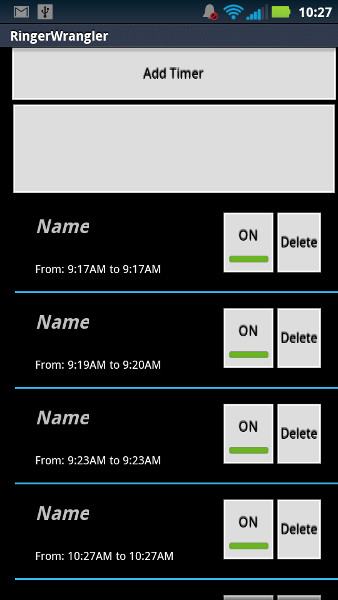 10:27
RingerWrangler
Add Timer
Name
ON
Delete
From: 9:17AM to 9:17AM
Name
ON
Delete
From: 9:19AM to 9:20AM
Name
ON
Delete
From: 9:23AM to 9:23AM
Name
ON
Delete
From: 10:27AM to 10:27AM